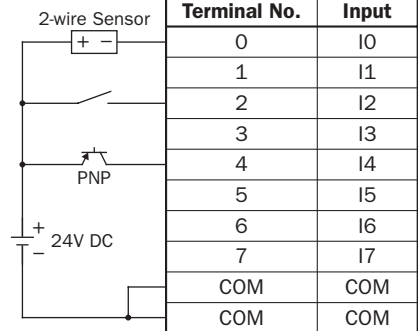 2-wire Sensor
+ −
PNP
+
24V DC
−
Terminal No. Input
0 I0
1 I1
2 I2
3 I3
4 I4
5 I5
6 I6
7 I7
COM COM
COM COM